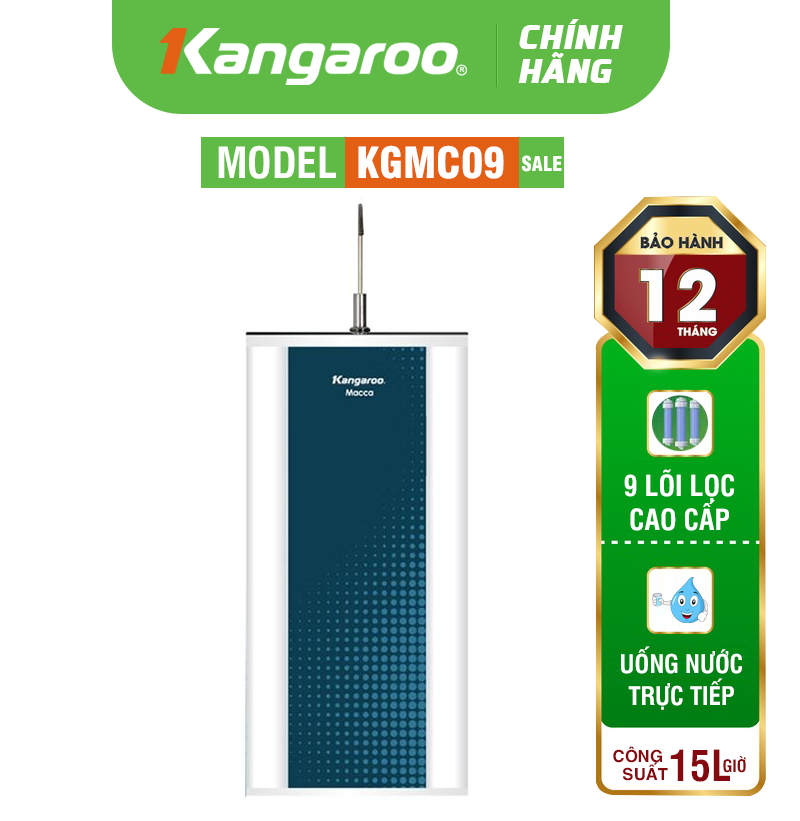 Kangaroo®
CHÍNH
HÃNG
MODEL KGMC09 SALE
BẢO HÀNH
12
THÁNG
Kangaroo
Macca
9 LÕI LỌC
CAO CẤP
UỐNG NƯỚC
TRỰC TIẾP
CÔNG
SUẤT 15L GIỜ